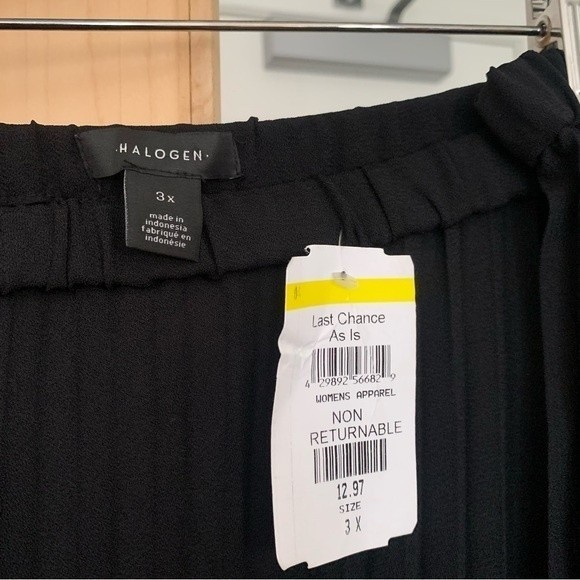 ·HALOGEN·
3x
made in
indonesia
fabriqué en
indonésie
Last Chance
As Is
4 29892 56682 9
WOMENS APPAREL
NON
RETURNABLE
12.97
SIZE
3 X